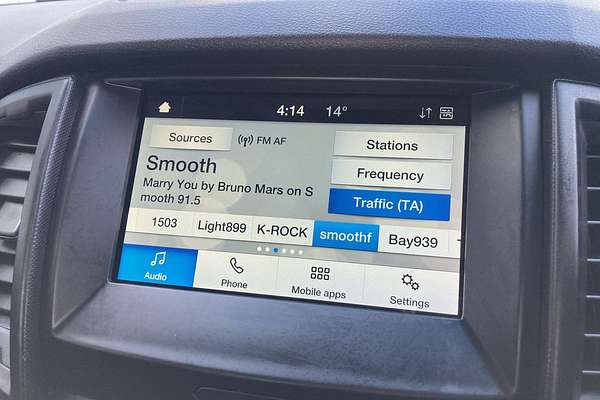 4:14 14° TA
Sources FM AF Stations
Smooth
Frequency
Marry You by Bruno Mars on S
mooth 91.5
Traffic (TA)
1503 Light899 K-ROCK smoothf Bay939
Audio Phone Mobile apps Settings